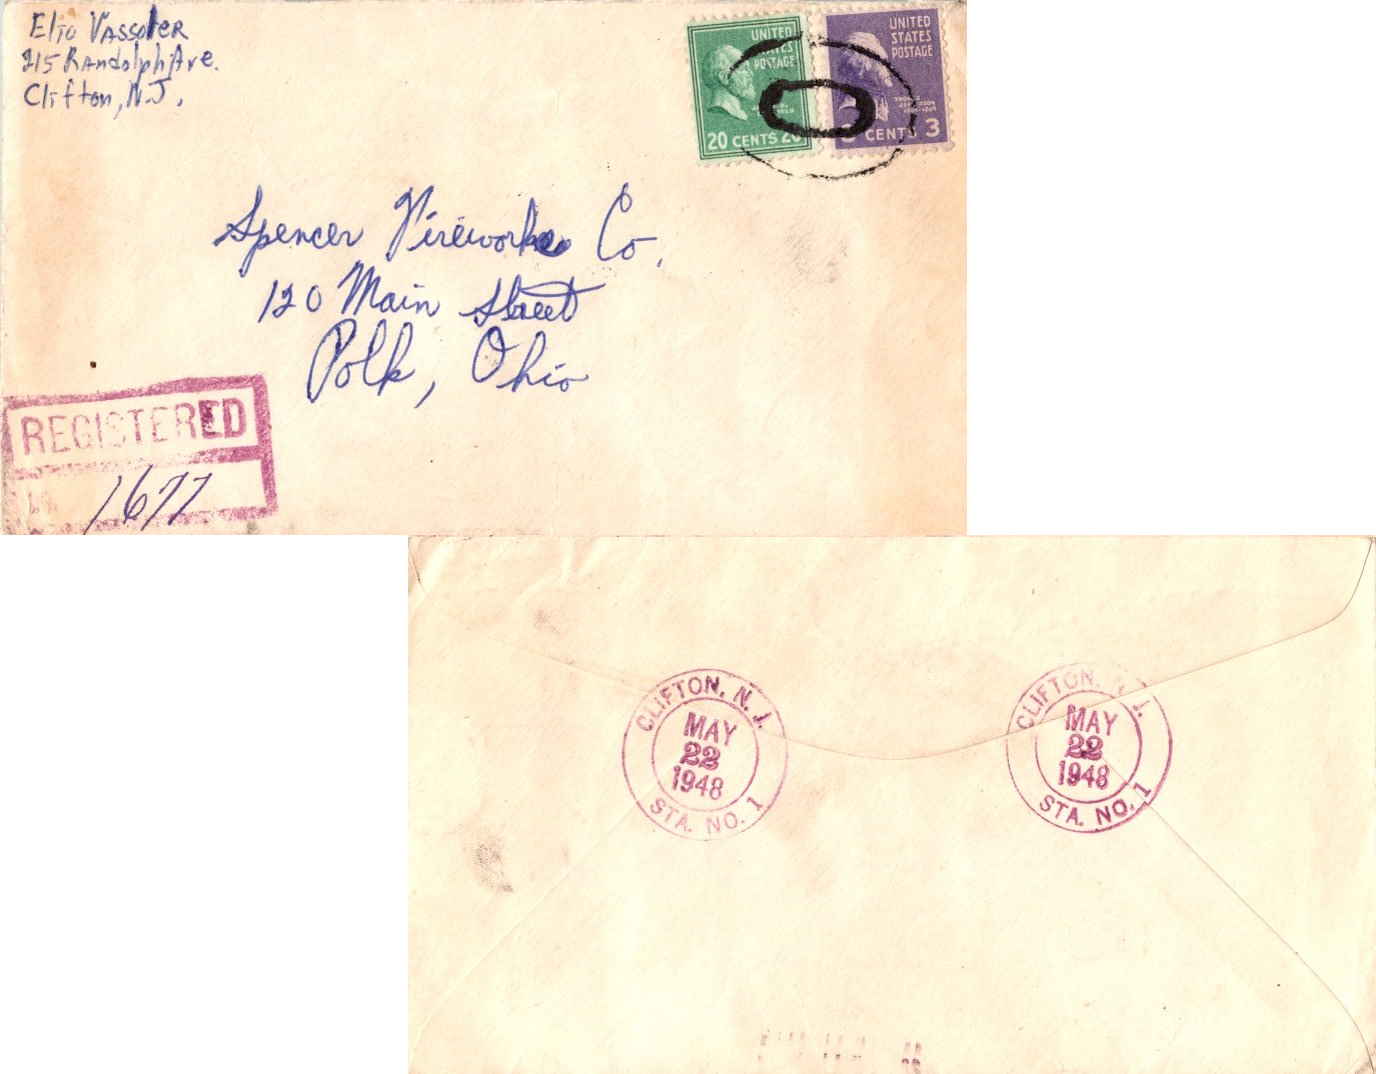 Elio Vassoler
215 Randolph Ave.
Clifton, N.J.
UNITED
STATES
POSTAGE
20 CENTS 20
UNITED
STATES
POSTAGE
3 CENTS 3
Spencer Fireworks Co.
120 Main Street
Polk, Ohio
REGISTERED
1677
CLIFTON, N. J.
MAY
22
1948
STA. NO. 1
CLIFTON, N. J.
MAY
22
1948
STA. NO. 1